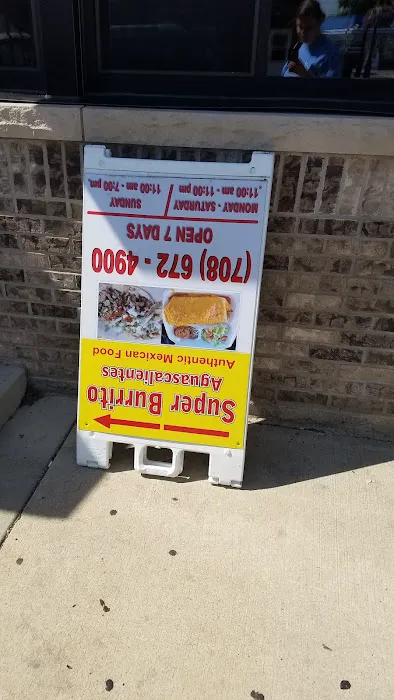 Super Burrito
Aguascalientes
Authentic Mexican Food
(708) 672 - 4900
OPEN 7 DAYS
MONDAY - SATURDAY
11:00 am - 11:00 pm.
SUNDAY
11:00 am - 7:00 pm.